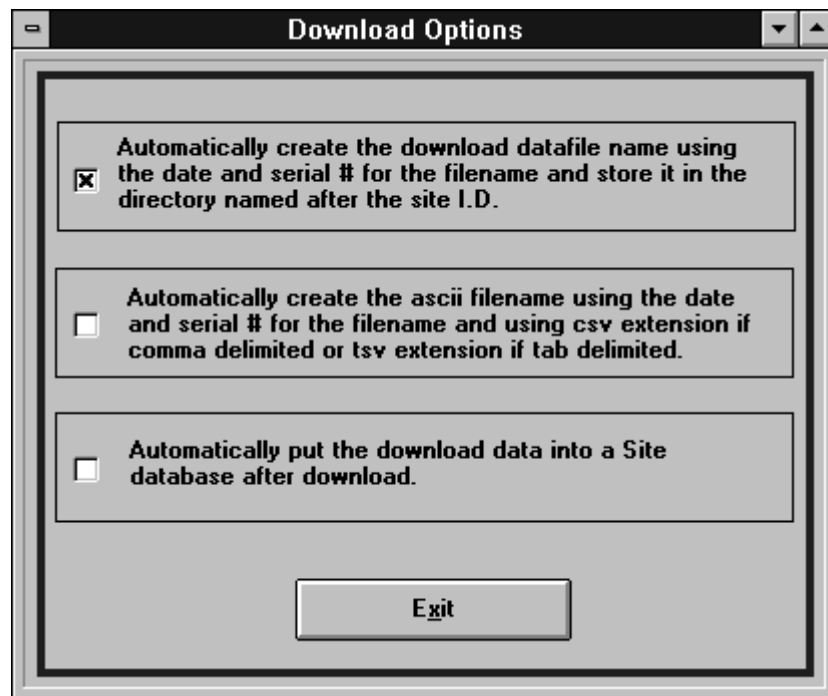 Download Options
Automatically create the download datafile name using
the date and serial # for the filename and store it in the
directory named after the site I.D.
Automatically create the ascii filename using the date
and serial # for the filename and using csv extension if
comma delimited or tsv extension if tab delimited.
Automatically put the download data into a Site
database after download.
Exit